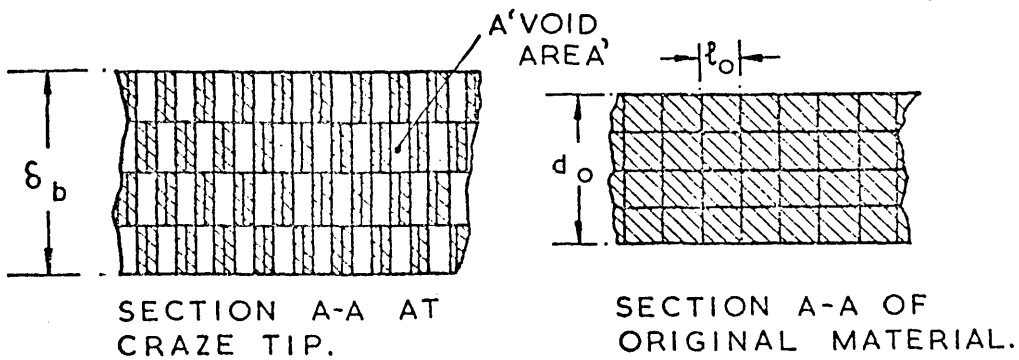 A 'VOID
AREA'
ℓo
δb
do
SECTION A-A AT
CRAZE TIP.
SECTION A-A OF
ORIGINAL MATERIAL.